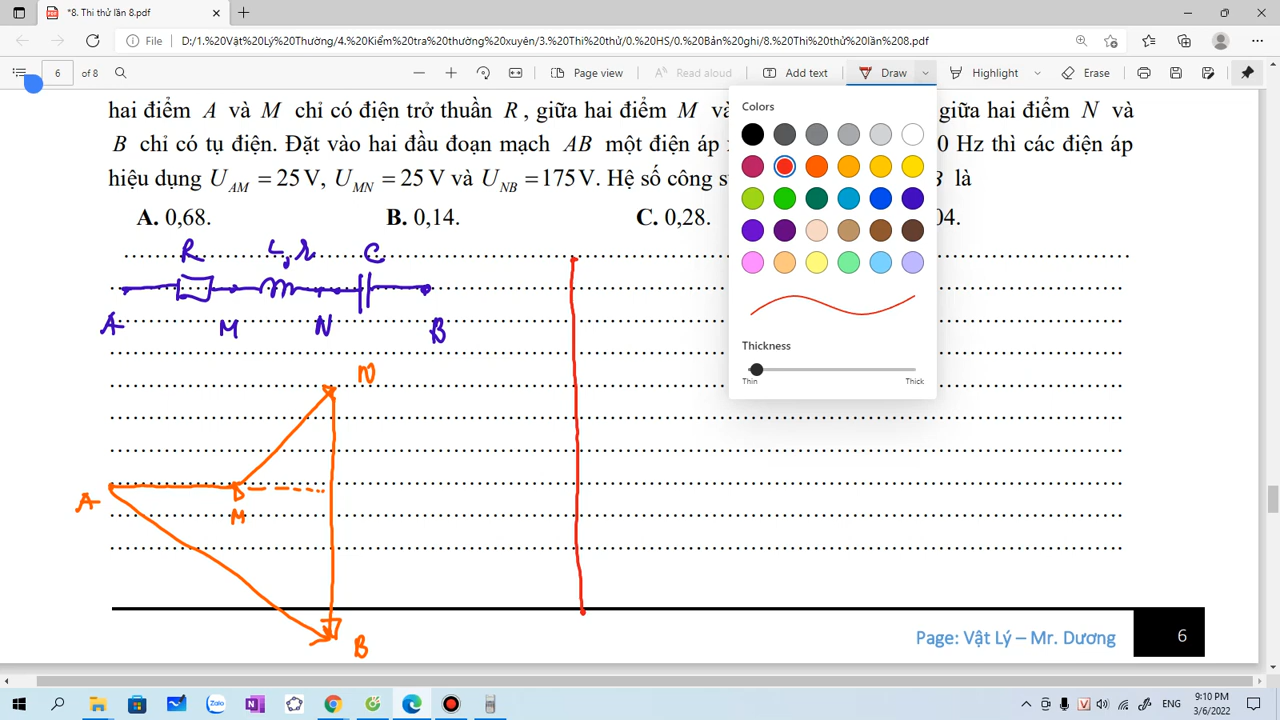 *8. Thi thử lần 8.pdf
File D:/1.%20Vật%20Lý%20Thường/4.%20Kiểm%20tra%20thường%20xuyên/3.%20Thi%20thử/0.%20HS/0.%20Bản%20ghi/8.%20Thi%20thử%20lần%208.pdf
6 of 8 Page view Read aloud Add text Draw Highlight Erase
hai điểm A và M chỉ có điện trở thuần R , giữa hai điểm M và giữa hai điểm N và
B chỉ có tụ điện. Đặt vào hai đầu đoạn mạch AB một điện áp 0 Hz thì các điện áp
hiệu dụng U_AM = 25 V, U_MN = 25 V và U_NB = 175 V. Hệ số công là
A. 0,68. B. 0,14. C. 0,28. 04.
Colors
Thickness
Thin Thick
R L,r C
A M N B
N
A
M
B
Page: Vật Lý – Mr. Dương 6
Zalo
ENG
9:10 PM
3/6/2022